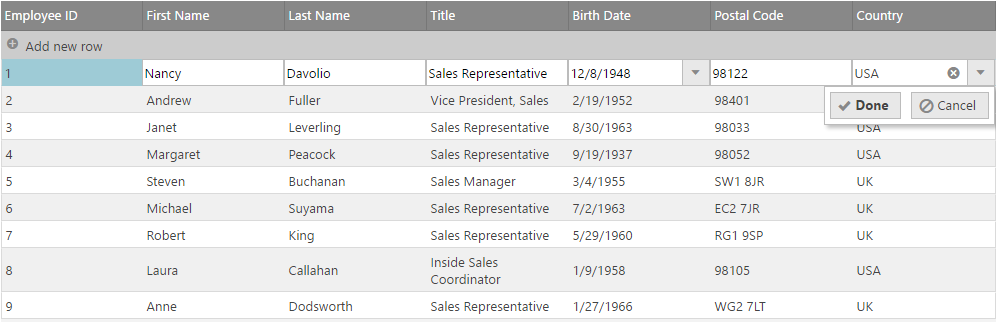 Employee ID First Name Last Name Title Birth Date Postal Code Country
Add new row
1 Nancy Davolio Sales Representative 12/8/1948 98122 USA
2 Andrew Fuller Vice President, Sales 2/19/1952 98401
Done Cancel
3 Janet Leverling Sales Representative 8/30/1963 98033 USA
4 Margaret Peacock Sales Representative 9/19/1937 98052 USA
5 Steven Buchanan Sales Manager 3/4/1955 SW1 8JR UK
6 Michael Suyama Sales Representative 7/2/1963 EC2 7JR UK
7 Robert King Sales Representative 5/29/1960 RG1 9SP UK
8 Laura Callahan Inside Sales Coordinator 1/9/1958 98105 USA
9 Anne Dodsworth Sales Representative 1/27/1966 WG2 7LT UK